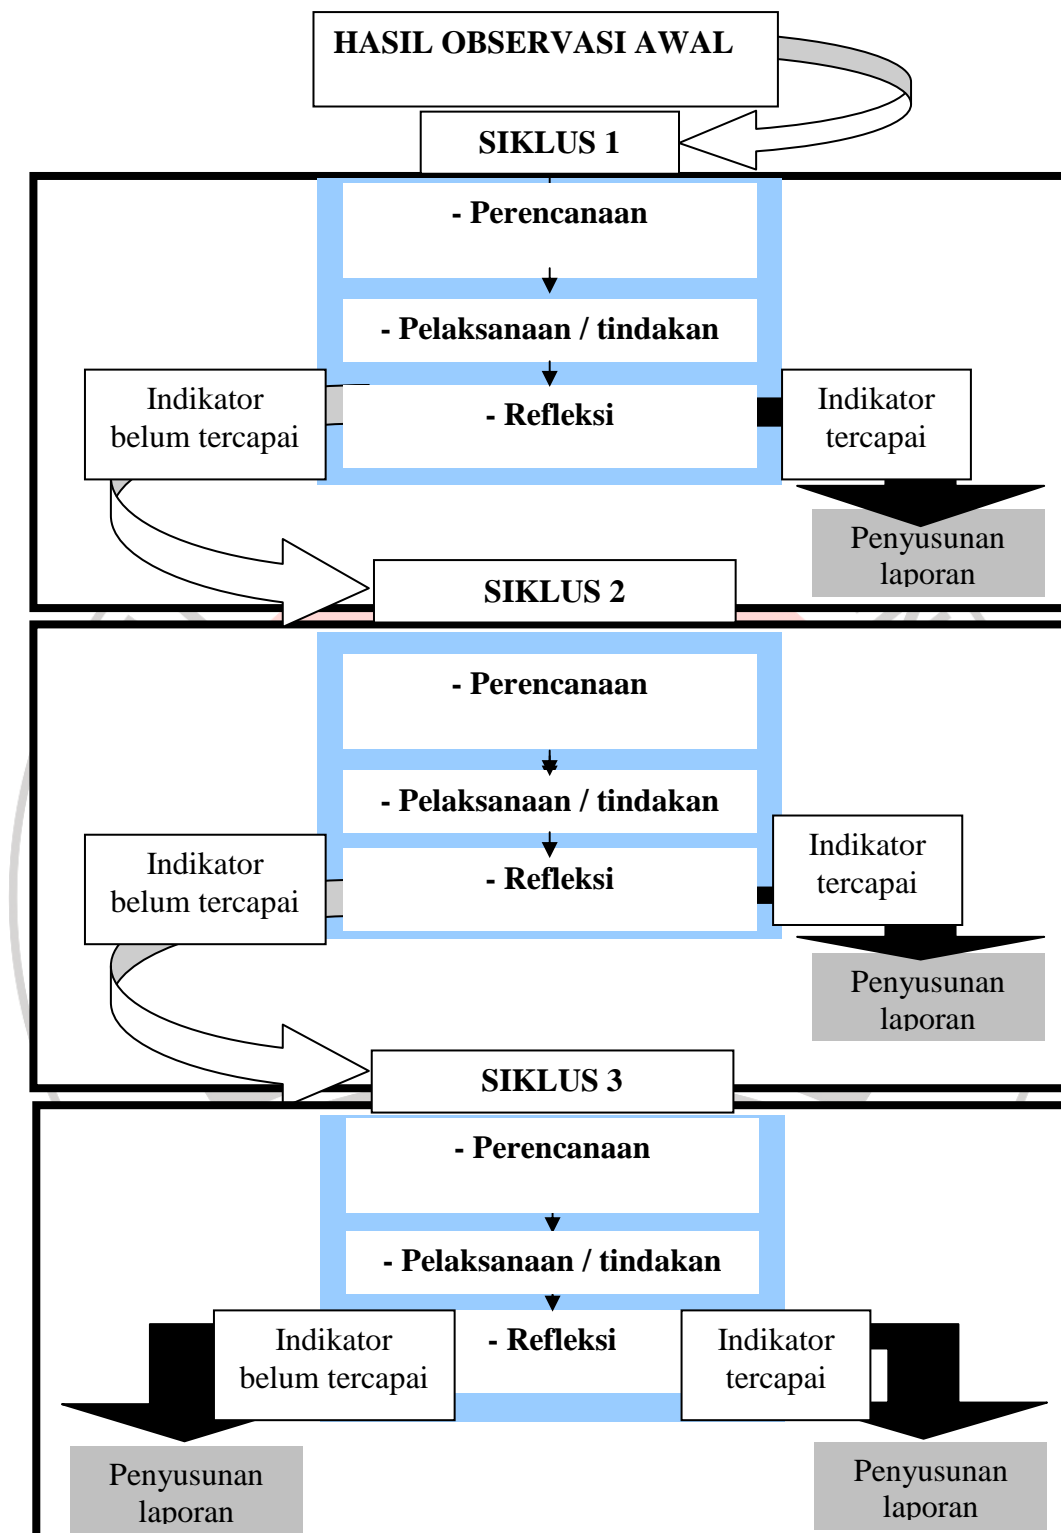 HASIL OBSERVASI AWAL
SIKLUS 1
- Perencanaan
- Pelaksanaan / tindakan
Indikator
belum tercapai
- Refleksi
Indikator
tercapai
Penyusunan
laporan
SIKLUS 2
- Perencanaan
- Pelaksanaan / tindakan
Indikator
belum tercapai
- Refleksi
Indikator
tercapai
Penyusunan
laporan
SIKLUS 3
- Perencanaan
- Pelaksanaan / tindakan
Indikator
belum tercapai
- Refleksi
Indikator
tercapai
Penyusunan
laporan
Penyusunan
laporan